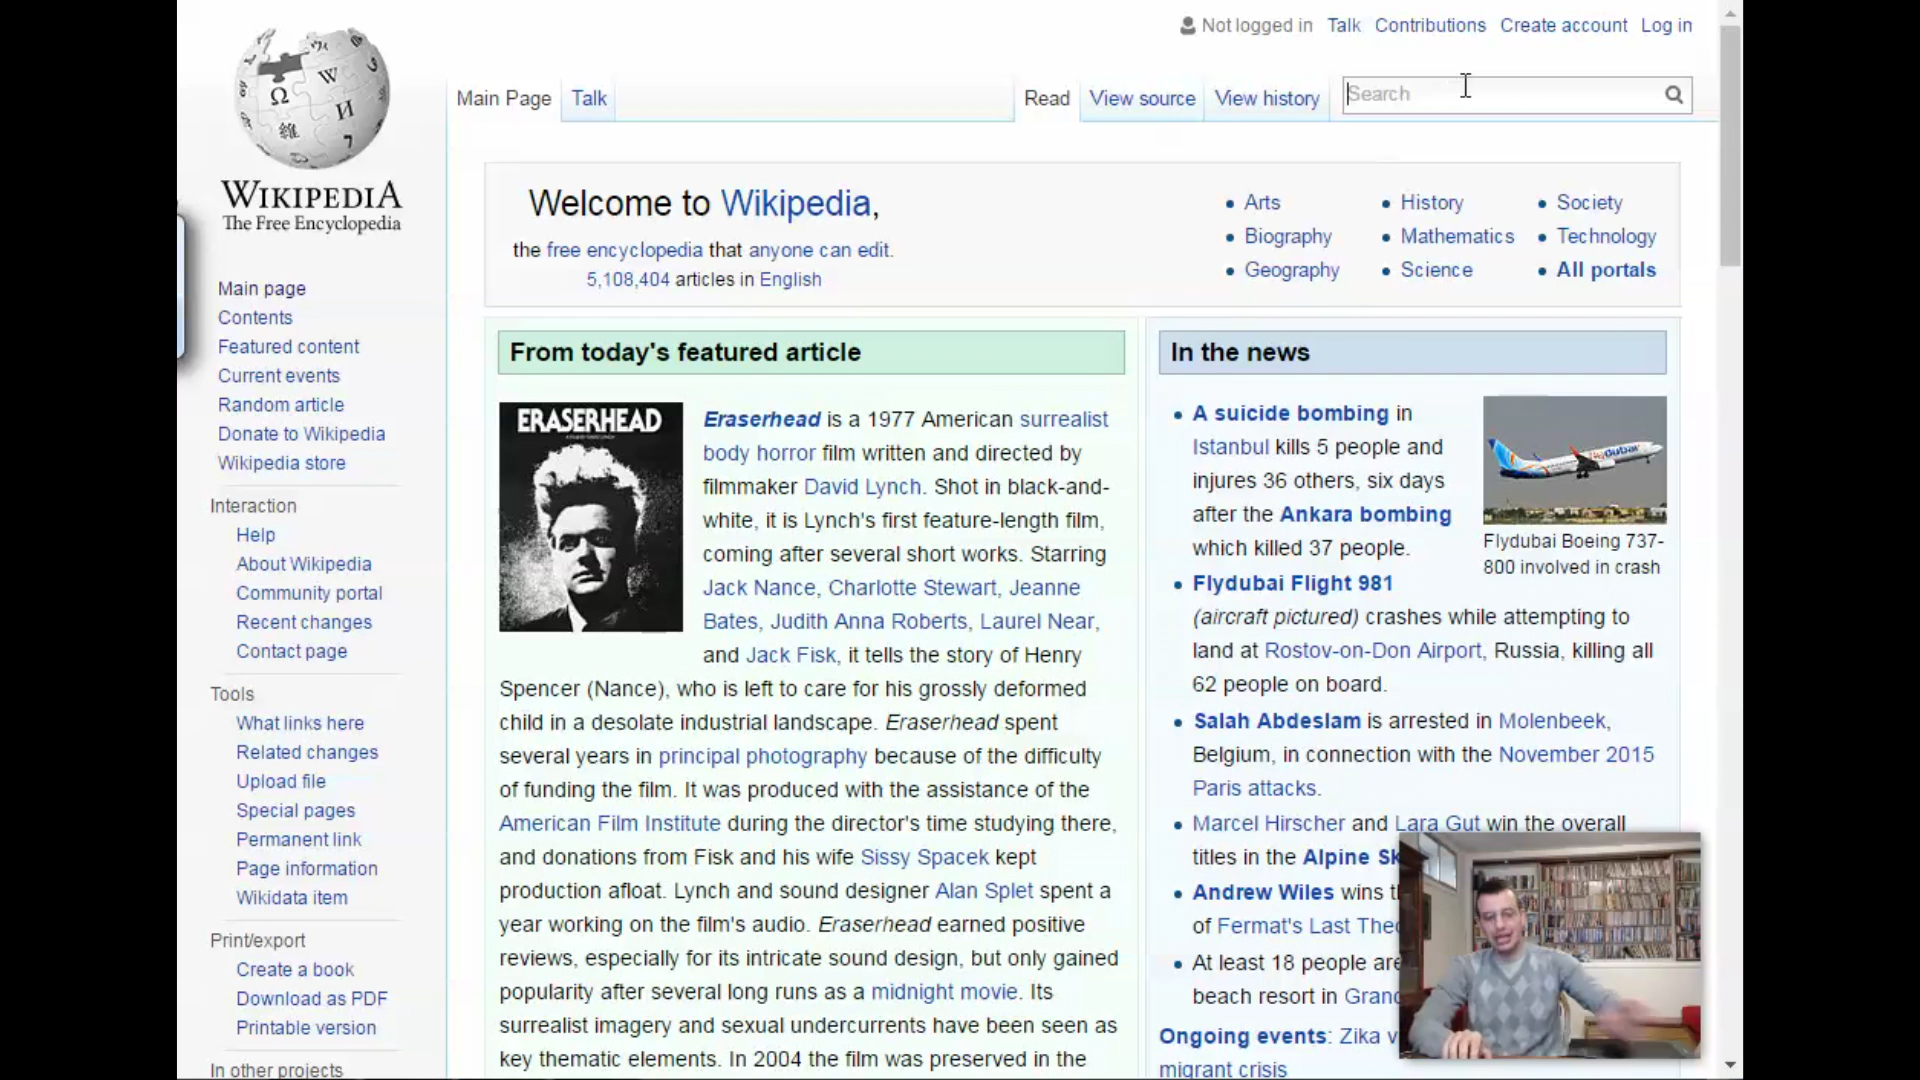 Not logged in Talk Contributions Create account Log in
Main Page Talk Read View source View history Search
WIKIPEDIA
The Free Encyclopedia
Main page
Contents
Featured content
Current events
Random article
Donate to Wikipedia
Wikipedia store
Interaction
Help
About Wikipedia
Community portal
Recent changes
Contact page
Tools
What links here
Related changes
Upload file
Special pages
Permanent link
Page information
Wikidata item
Print/export
Create a book
Download as PDF
Printable version
In other projects
Welcome to Wikipedia,
the free encyclopedia that anyone can edit.
5,108,404 articles in English
Arts
Biography
Geography
History
Mathematics
Science
Society
Technology
All portals
From today's featured article
ERASERHEAD
Eraserhead is a 1977 American surrealist
body horror film written and directed by
filmmaker David Lynch. Shot in black-and-
white, it is Lynch's first feature-length film,
coming after several short works. Starring
Jack Nance, Charlotte Stewart, Jeanne
Bates, Judith Anna Roberts, Laurel Near,
and Jack Fisk, it tells the story of Henry
Spencer (Nance), who is left to care for his grossly deformed
child in a desolate industrial landscape. Eraserhead spent
several years in principal photography because of the difficulty
of funding the film. It was produced with the assistance of the
American Film Institute during the director's time studying there,
and donations from Fisk and his wife Sissy Spacek kept
production afloat. Lynch and sound designer Alan Splet spent a
year working on the film's audio. Eraserhead earned positive
reviews, especially for its intricate sound design, but only gained
popularity after several long runs as a midnight movie. Its
surrealist imagery and sexual undercurrents have been seen as
key thematic elements. In 2004 the film was preserved in the
In the news
A suicide bombing in
Istanbul kills 5 people and
injures 36 others, six days
after the Ankara bombing
which killed 37 people.
flydubai
Flydubai Boeing 737-
800 involved in crash
Flydubai Flight 981
(aircraft pictured) crashes while attempting to
land at Rostov-on-Don Airport, Russia, killing all
62 people on board.
Salah Abdeslam is arrested in Molenbeek,
Belgium, in connection with the November 2015
Paris attacks.
Marcel Hirscher and Lara Gut win the overall
titles in the Alpine Sk
Andrew Wiles wins t
of Fermat's Last Theo
At least 18 people are
beach resort in Grand
Ongoing events: Zika v
migrant crisis